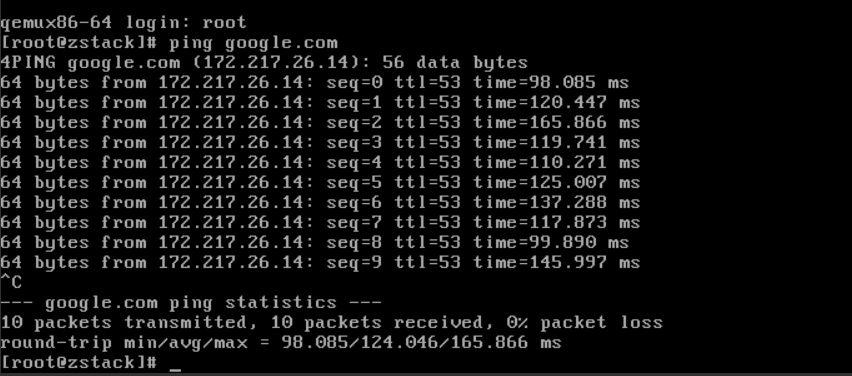 qemux86-64 login: root
[root@zstack]# ping google.com
4PING google.com (172.217.26.14): 56 data bytes
64 bytes from 172.217.26.14: seq=0 ttl=53 time=98.085 ms
64 bytes from 172.217.26.14: seq=1 ttl=53 time=120.447 ms
64 bytes from 172.217.26.14: seq=2 ttl=53 time=165.866 ms
64 bytes from 172.217.26.14: seq=3 ttl=53 time=119.741 ms
64 bytes from 172.217.26.14: seq=4 ttl=53 time=110.271 ms
64 bytes from 172.217.26.14: seq=5 ttl=53 time=125.007 ms
64 bytes from 172.217.26.14: seq=6 ttl=53 time=137.288 ms
64 bytes from 172.217.26.14: seq=7 ttl=53 time=117.873 ms
64 bytes from 172.217.26.14: seq=8 ttl=53 time=99.890 ms
64 bytes from 172.217.26.14: seq=9 ttl=53 time=145.997 ms
^C
--- google.com ping statistics ---
10 packets transmitted, 10 packets received, 0% packet loss
round-trip min/avg/max = 98.085/124.046/165.866 ms
[root@zstack]# _